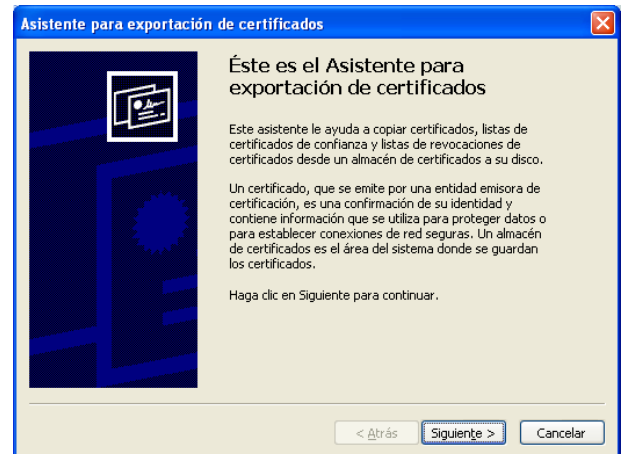 Asistente para exportación de certificados
Éste es el Asistente para
exportación de certificados
Este asistente le ayuda a copiar certificados, listas de
certificados de confianza y listas de revocaciones de
certificados desde un almacén de certificados a su disco.
Un certificado, que se emite por una entidad emisora de
certificación, es una confirmación de su identidad y
contiene información que se utiliza para proteger datos o
para establecer conexiones de red seguras. Un almacén
de certificados es el área del sistema donde se guardan
los certificados.
Haga clic en Siguiente para continuar.
< Atrás Siguiente > Cancelar